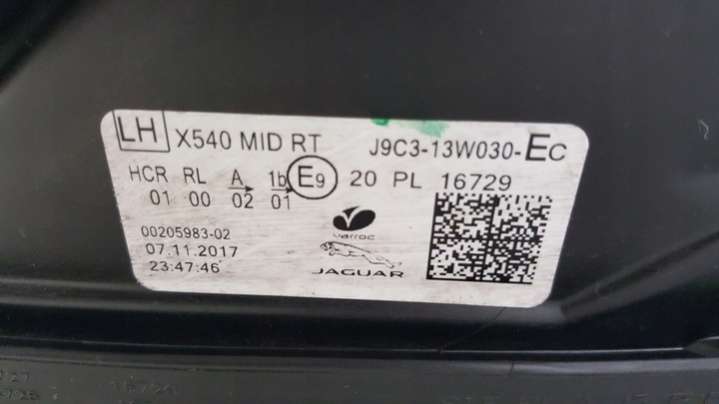 LH X540 MID RT J9C3-13W030-EC
HCR RL A 1b E9 20 PL 16729
01 00 02 01
00205983-02
varroc
07.11.2017
23:47:46
JAGUAR